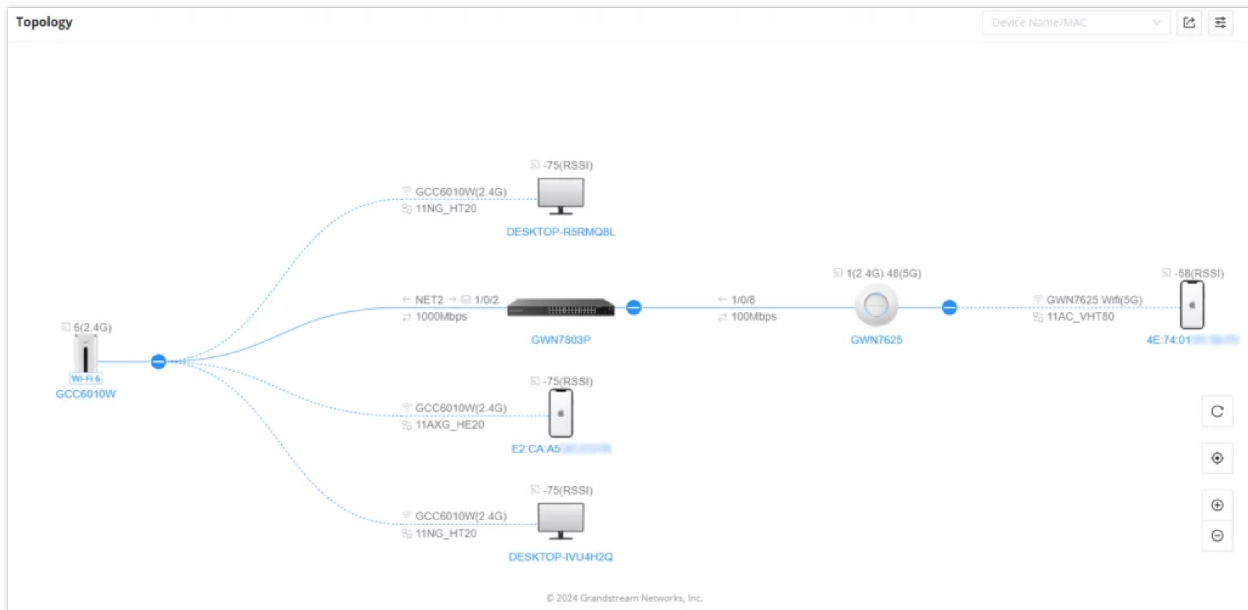 Topology
Device Name/MAC
-75(RSSI)
GCC6010W(2.4G)
11NG_HT20
DESKTOP-R5RMQ8L
1(2.4G) 48(5G)
-58(RSSI)
← NET2 → 1/0/2
1000Mbps
← 1/0/8
100Mbps
GWN7625 Wifi(5G)
11AC_VHT80
GWN7803P
GWN7625
4E:74:01
6(2.4G)
Wi-Fi 6
GCC6010W
-75(RSSI)
GCC6010W(2.4G)
11AXG_HE20
E2:CA:A5
-75(RSSI)
GCC6010W(2.4G)
11NG_HT20
DESKTOP-IVU4H2Q
© 2024 Grandstream Networks, Inc.